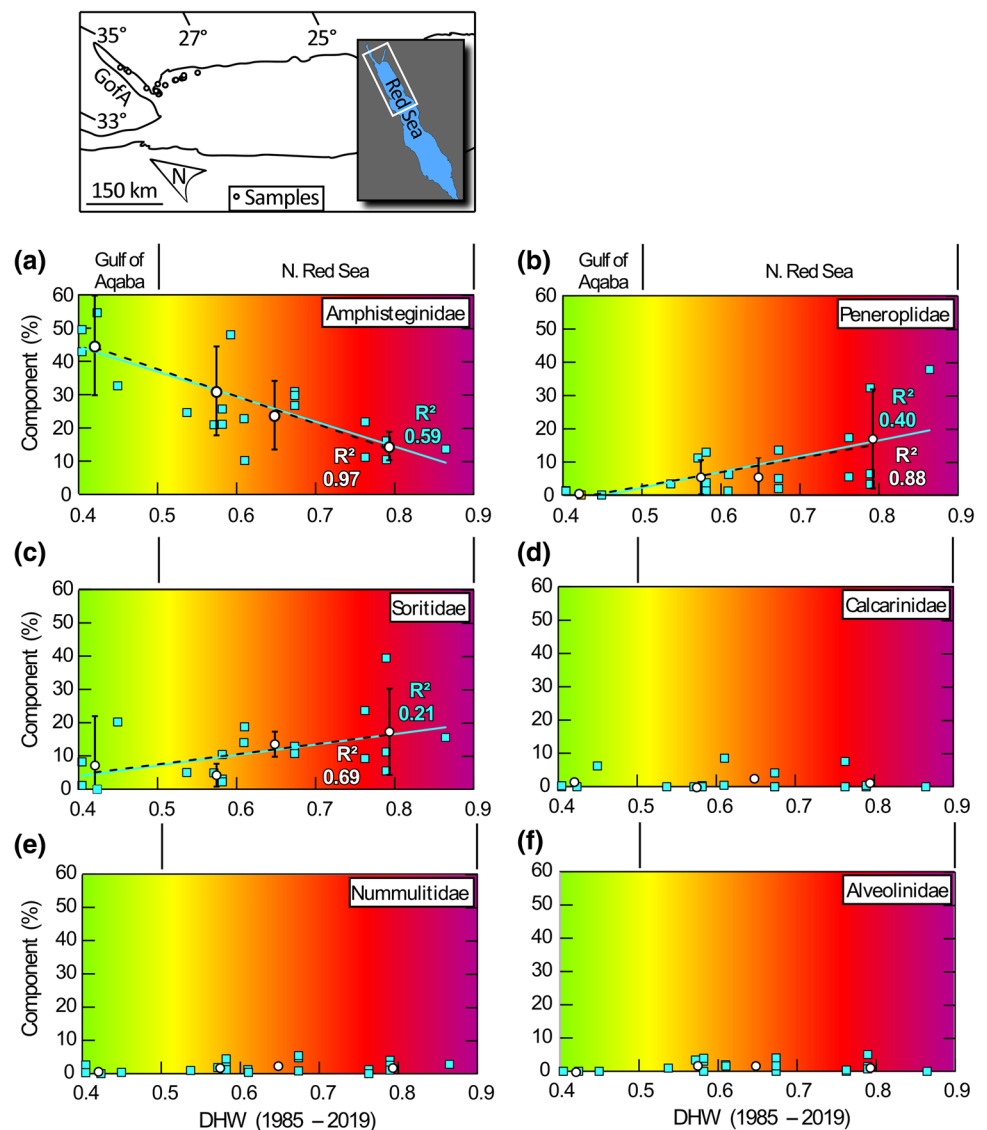 35°
27°
25°
GofA
33°
Red Sea
N
150 km
Samples
(a)
Gulf of
Aqaba
N. Red Sea
Amphisteginidae
Component (%)
60
50
40
30
20
10
0
R²
0.59
R²
0.97
0.4 0.5 0.6 0.7 0.8 0.9
(b)
Gulf of
Aqaba
N. Red Sea
Peneroplidae
60
50
40
30
20
10
0
R²
0.40
R²
0.88
0.4 0.5 0.6 0.7 0.8 0.9
(c)
Soritidae
Component (%)
60
50
40
30
20
10
0
R²
0.21
R²
0.69
0.4 0.5 0.6 0.7 0.8 0.9
(d)
Calcarinidae
60
50
40
30
20
10
0
0.4 0.5 0.6 0.7 0.8 0.9
(e)
Nummulitidae
Component (%)
60
50
40
30
20
10
0
0.4 0.5 0.6 0.7 0.8 0.9
DHW (1985 – 2019)
(f)
Alveolinidae
60
50
40
30
20
10
0
0.4 0.5 0.6 0.7 0.8 0.9
DHW (1985 – 2019)